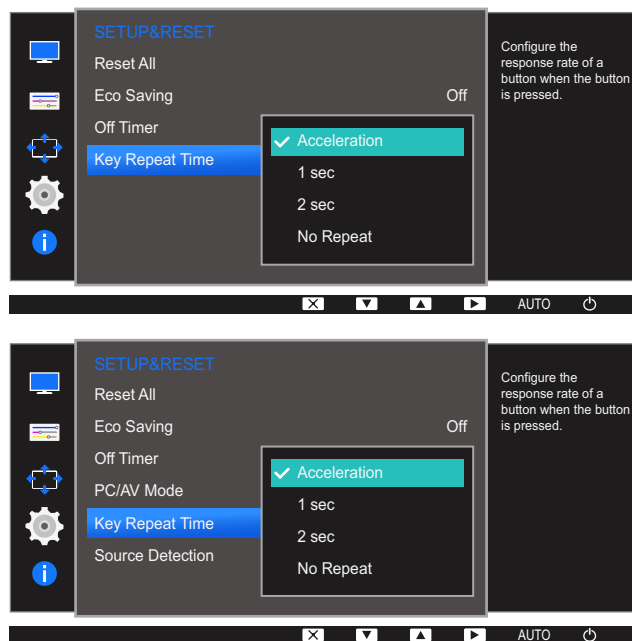 SETUP&RESET
Reset All
Eco Saving Off
Off Timer
Key Repeat Time
Acceleration
1 sec
2 sec
No Repeat
Configure the
response rate of a
button when the button
is pressed.
AUTO
SETUP&RESET
Reset All
Eco Saving Off
Off Timer
PC/AV Mode
Key Repeat Time
Source Detection
Acceleration
1 sec
2 sec
No Repeat
Configure the
response rate of a
button when the button
is pressed.
AUTO